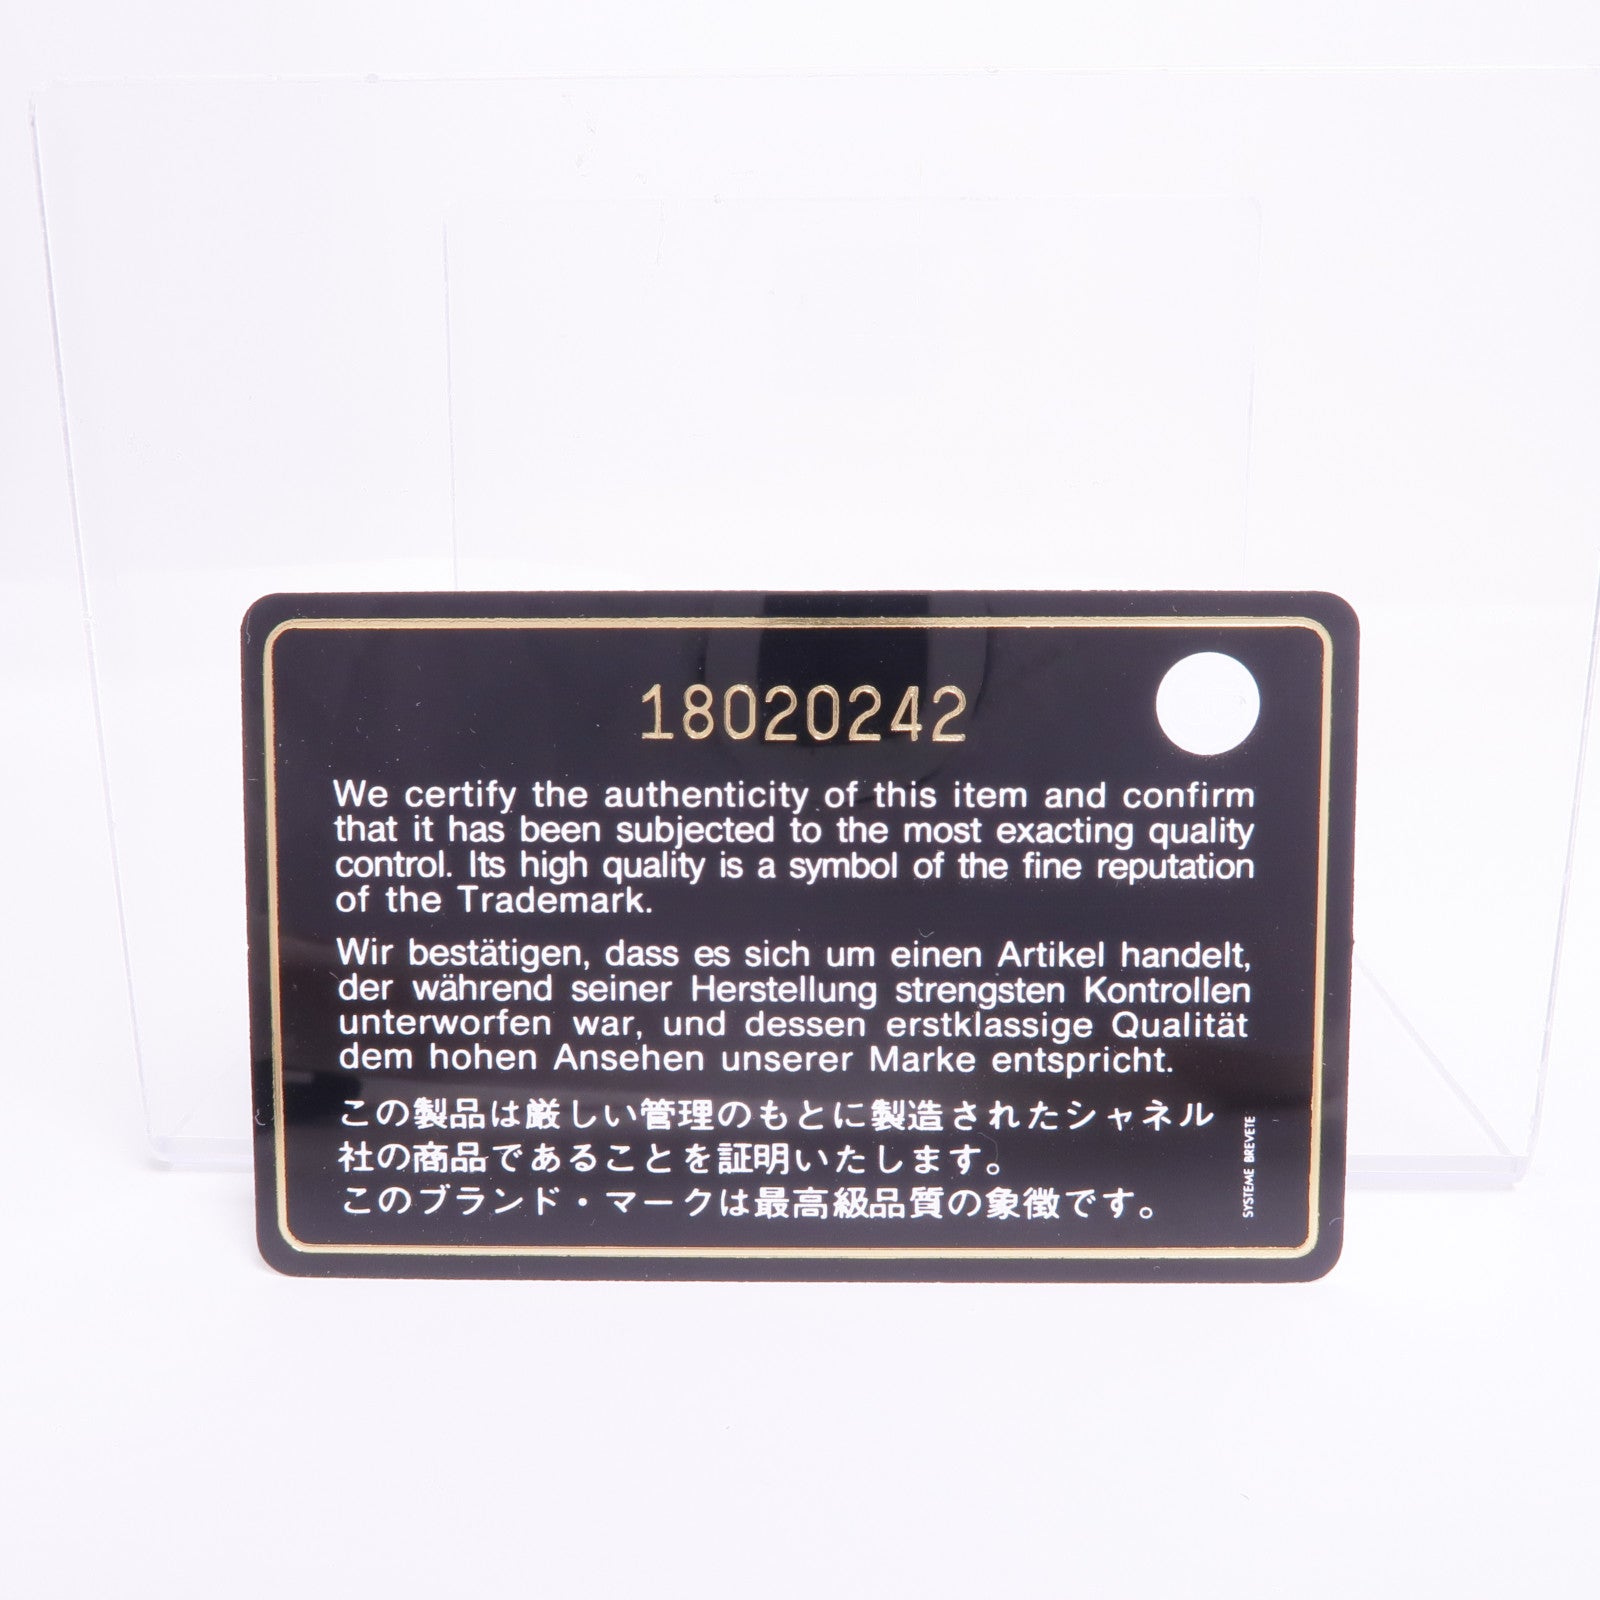 18020242
We certify the authenticity of this item and confirm
that it has been subjected to the most exacting quality
control. Its high quality is a symbol of the fine reputation
of the Trademark.
Wir bestätigen, dass es sich um einen Artikel handelt,
der während seiner Herstellung strengsten Kontrollen
unterworfen war, und dessen erstklassige Qualität
dem hohen Ansehen unserer Marke entspricht.
この製品は厳しい管理のもとに製造されたシャネル
社の商品であることを証明いたします。
このブランド・マークは最高級品質の象徴です。
SYSTEME BREVETE